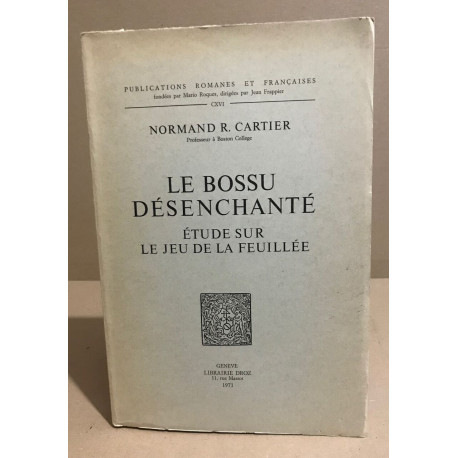 PUBLICATIONS ROMANES ET FRANÇAISES
fondées par Mario Roques, dirigées par Jean Frappier
CXVI
NORMAND R. CARTIER
Professeur à Boston College
LE BOSSU
DÉSENCHANTÉ
ÉTUDE SUR
LE JEU DE LA FEUILLÉE
GENÈVE
LIBRAIRIE DROZ
11, rue Massot
1971